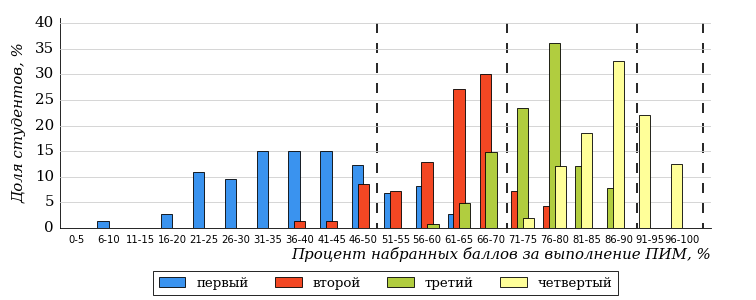 Доля студентов, %
40
35
30
25
20
15
10
5
0
0-5 6-10 11-15 16-20 21-25 26-30 31-35 36-40 41-45 46-50 51-55 56-60 61-65 66-70 71-75 76-80 81-85 86-90 91-95 96-100
Процент набранных баллов за выполнение ПИМ, %
первый второй третий четвертый